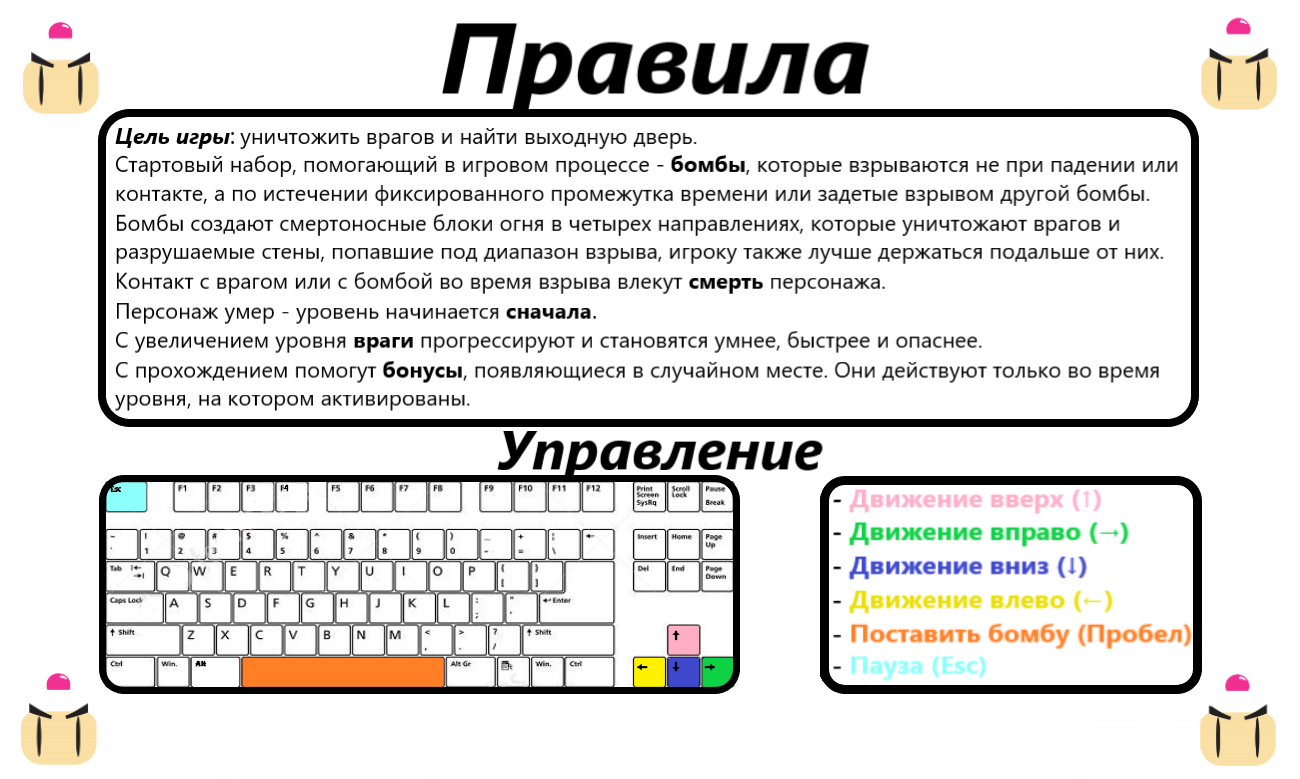 Правила
Цель игры: уничтожить врагов и найти выходную дверь.
Стартовый набор, помогающий в игровом процессе - бомбы, которые взрываются не при падении или
контакте, а по истечении фиксированного промежутка времени или задетые взрывом другой бомбы.
Бомбы создают смертоносные блоки огня в четырех направлениях, которые уничтожают врагов и
разрушаемые стены, попавшие под диапазон взрыва, игроку также лучше держаться подальше от них.
Контакт с врагом или с бомбой во время взрыва влекут смерть персонажа.
Персонаж умер - уровень начинается сначала.
С увеличением уровня враги прогрессируют и становятся умнее, быстрее и опаснее.
С прохождением помогут бонусы, появляющиеся в случайном месте. Они действуют только во время
уровня, на котором активированы.
Управление
Esc F1 F2 F3 F4 F5 F6 F7 F8 F9 F10 F11 F12 Print Screen SysRq Scroll Lock Pause Break
~ ` ! 1 @ 2 # 3 $ 4 % 5 ^ 6 & 7 * 8 ( 9 ) 0 _ - + = ¦ \ ← Insert Home Page Up
Tab Q W E R T Y U I O P { [ } ] Del End Page Down
Caps Lock A S D F G H J K L : ; " ' ↵ Enter
↑ Shift Z X C V B N M < , > . ? / ↑ Shift ↑
Ctrl Win. Alt Alt Gr Win. Ctrl ← ↓ →
- Движение вверх (↑)
- Движение вправо (→)
- Движение вниз (↓)
- Движение влево (←)
- Поставить бомбу (Пробел)
- Пауза (Esc)